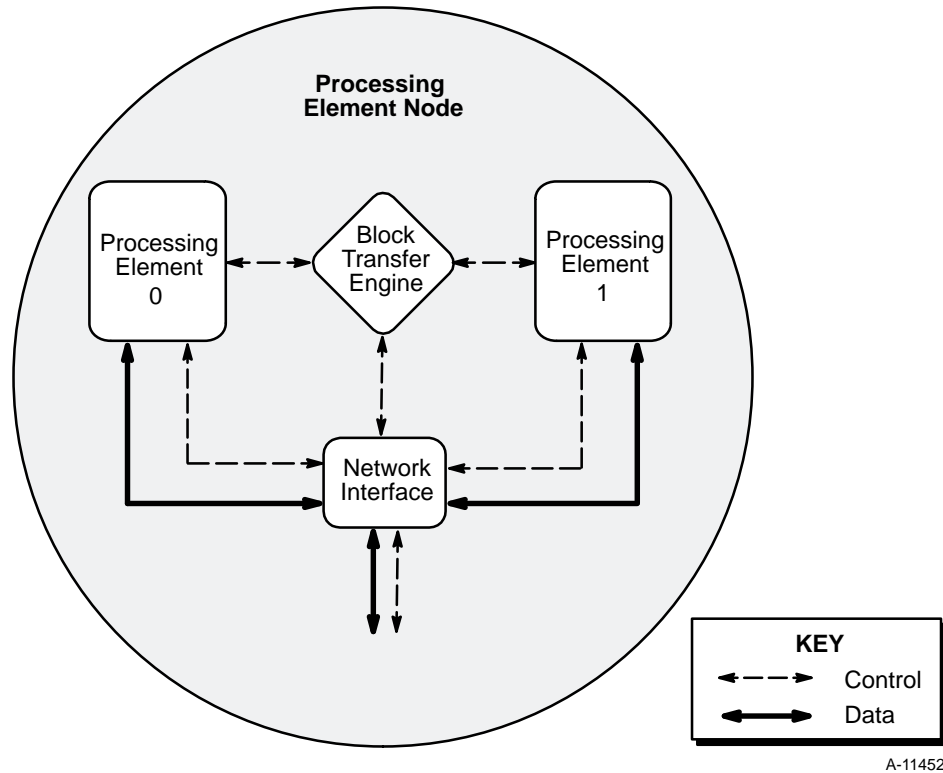 Processing
Element Node
Processing
Element
0
Block
Transfer
Engine
Processing
Element
1
Network
Interface
KEY
Control
Data
A-11452